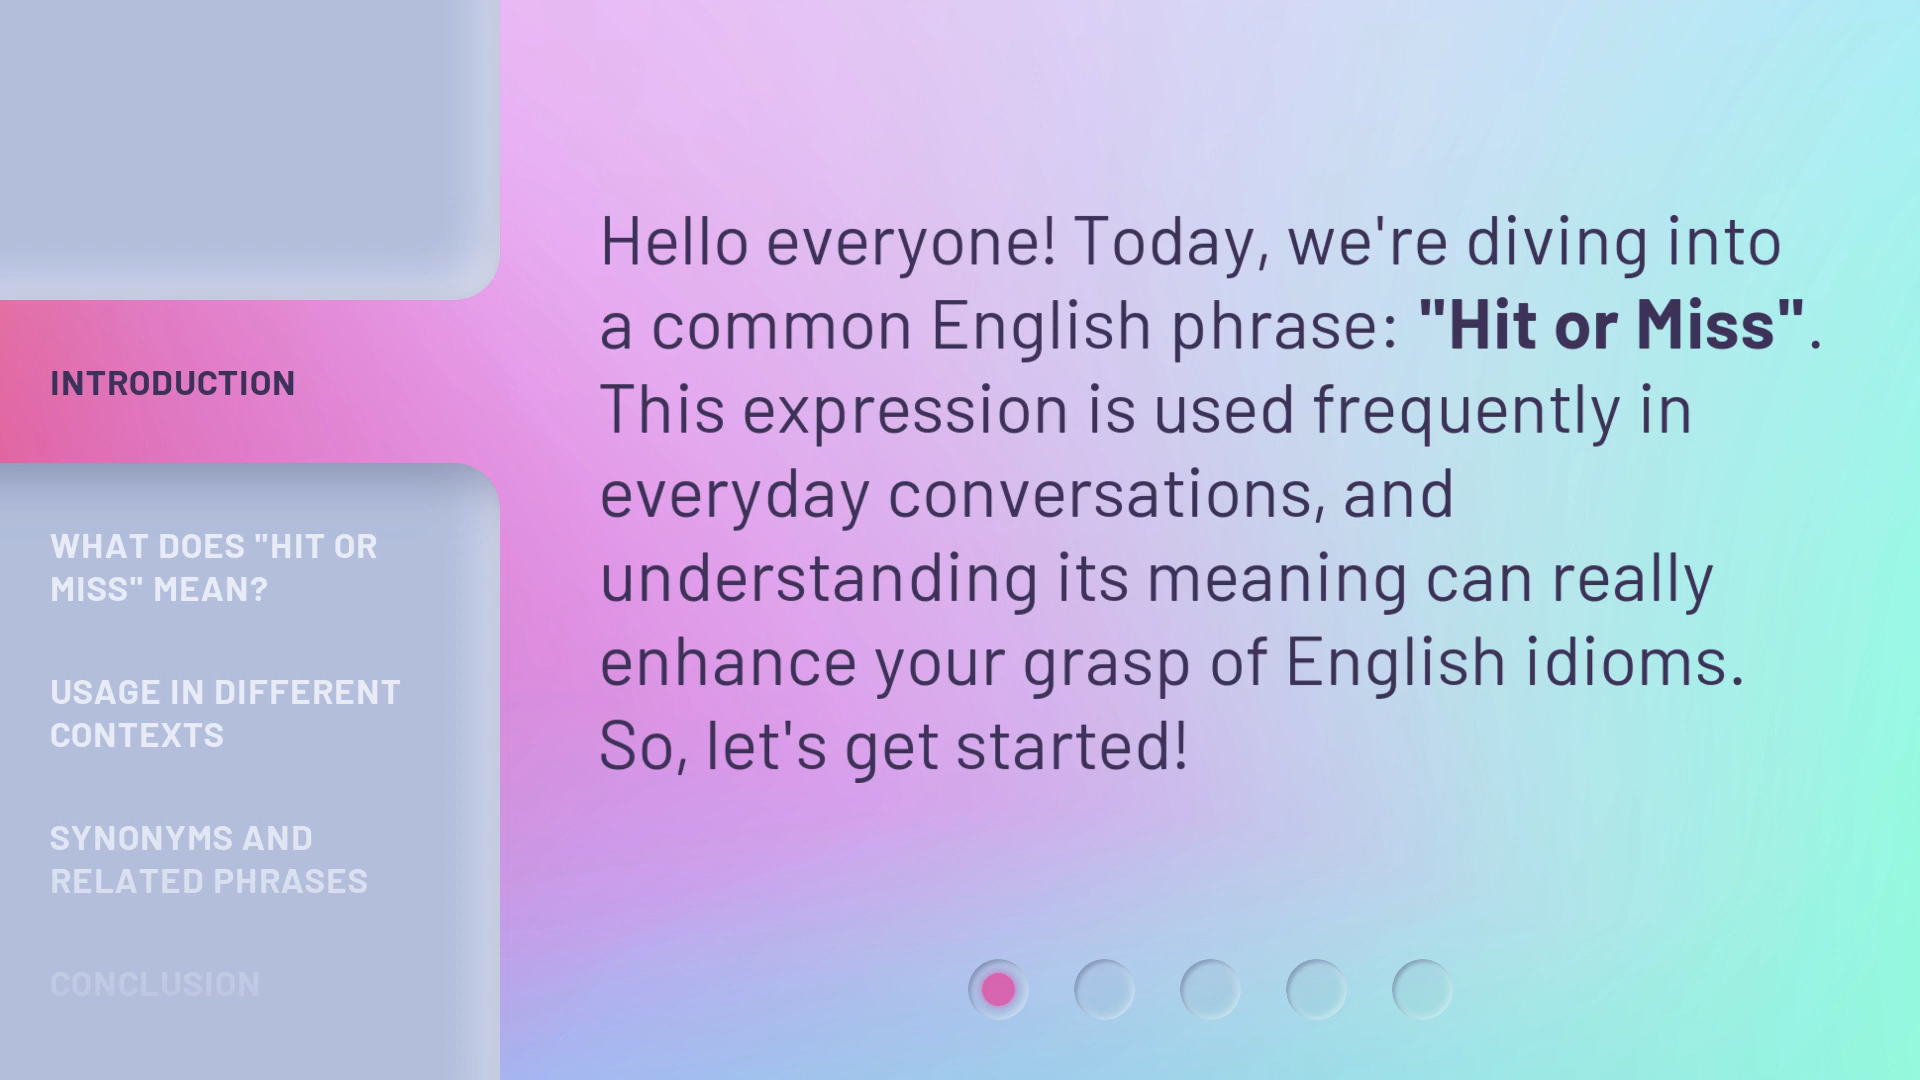 INTRODUCTION
WHAT DOES "HIT OR
MISS" MEAN?
USAGE IN DIFFERENT
CONTEXTS
SYNONYMS AND
RELATED PHRASES
CONCLUSION
Hello everyone! Today, we're diving into
a common English phrase: "Hit or Miss".
This expression is used frequently in
everyday conversations, and
understanding its meaning can really
enhance your grasp of English idioms.
So, let's get started!